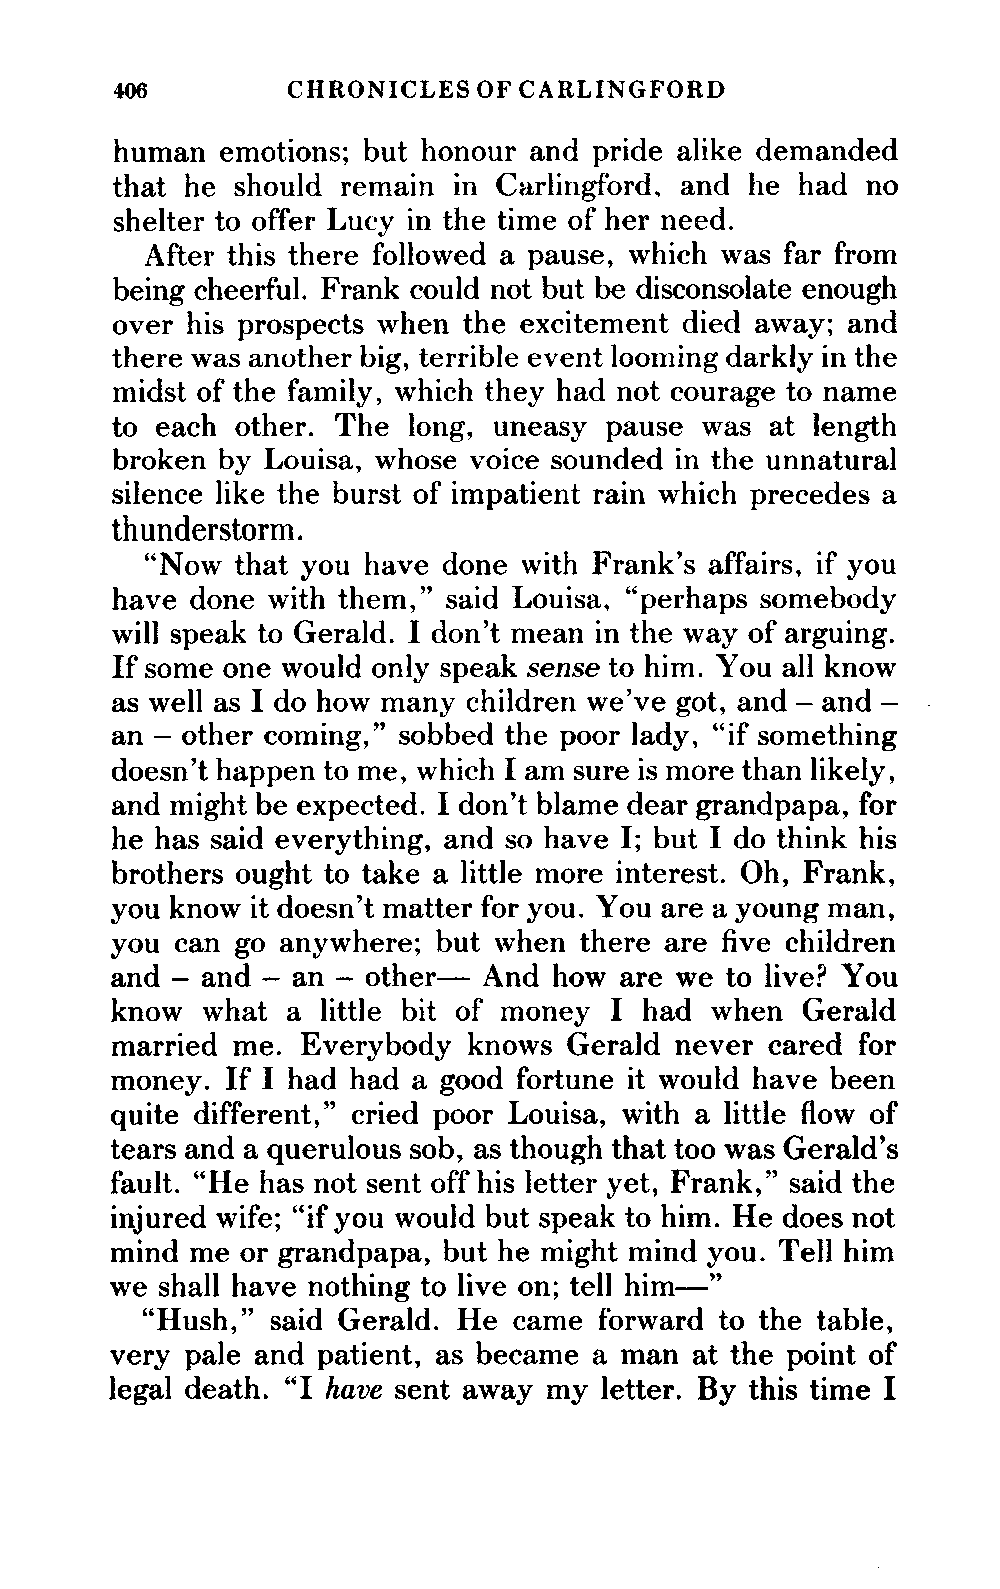 406 CHRONICLES OF CARLINGFORD
human emotions; but honour and pride alike demanded
that he should remain in Carlingford, and he had no
shelter to offer Lucy in the time of her need.
After this there followed a pause, which was far from
being cheerful. Frank could not but be disconsolate enough
over his prospects when the excitement died away; and
there was another big, terrible event looming darkly in the
midst of the family, which they had not courage to name
to each other. The long, uneasy pause was at length
broken by Louisa, whose voice sounded in the unnatural
silence like the burst of impatient rain which precedes a
thunderstorm.
“Now that you have done with Frank’s affairs, if you
have done with them,” said Louisa, “perhaps somebody
will speak to Gerald. I don’t mean in the way of arguing.
If some one would only speak sense to him. You all know
as well as I do how many children we’ve got, and – and –
an – other coming,” sobbed the poor lady, “if something
doesn’t happen to me, which I am sure is more than likely,
and might be expected. I don’t blame dear grandpapa, for
he has said everything, and so have I; but I do think his
brothers ought to take a little more interest. Oh, Frank,
you know it doesn’t matter for you. You are a young man,
you can go anywhere; but when there are five children
and – and – an – other— And how are we to live? You
know what a little bit of money I had when Gerald
married me. Everybody knows Gerald never cared for
money. If I had had a good fortune it would have been
quite different,” cried poor Louisa, with a little flow of
tears and a querulous sob, as though that too was Gerald’s
fault. “He has not sent off his letter yet, Frank,” said the
injured wife; “if you would but speak to him. He does not
mind me or grandpapa, but he might mind you. Tell him
we shall have nothing to live on; tell him—”
“Hush,” said Gerald. He came forward to the table,
very pale and patient, as became a man at the point of
legal death. “I have sent away my letter. By this time I